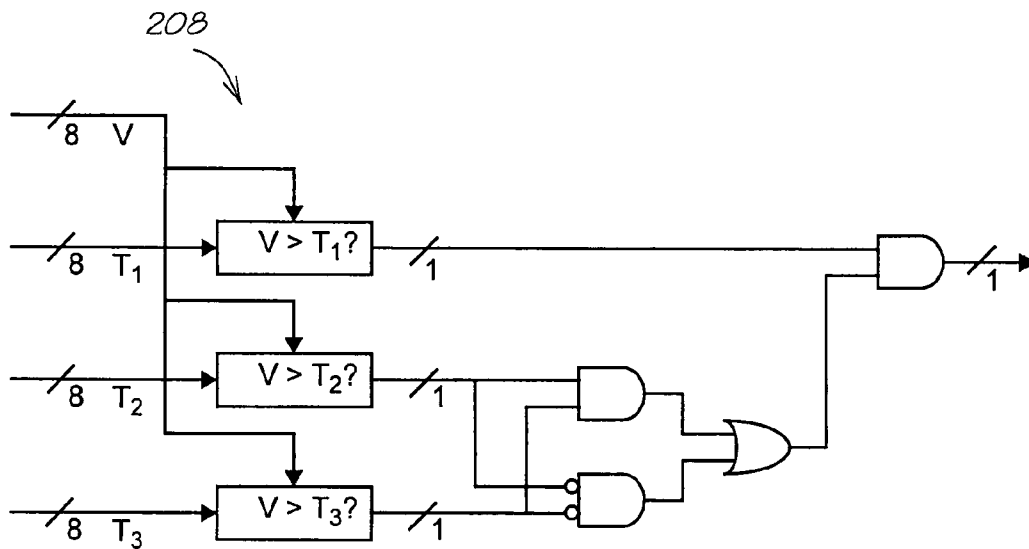 208
8 V
8 T₁
V > T₁?
1
1
8 T₂
V > T₂?
1
8 T₃
V > T₃?
1